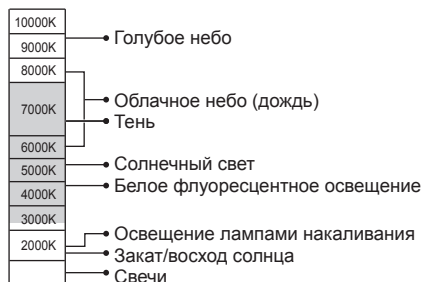 10000K
Голубое небо
9000K
8000K
Облачное небо (дождь)
7000K
Тень
6000K
Солнечный свет
5000K
Белое флуоресцентное освещение
4000K
3000K
Освещение лампами накаливания
2000K
Закат/восход солнца
Свечи